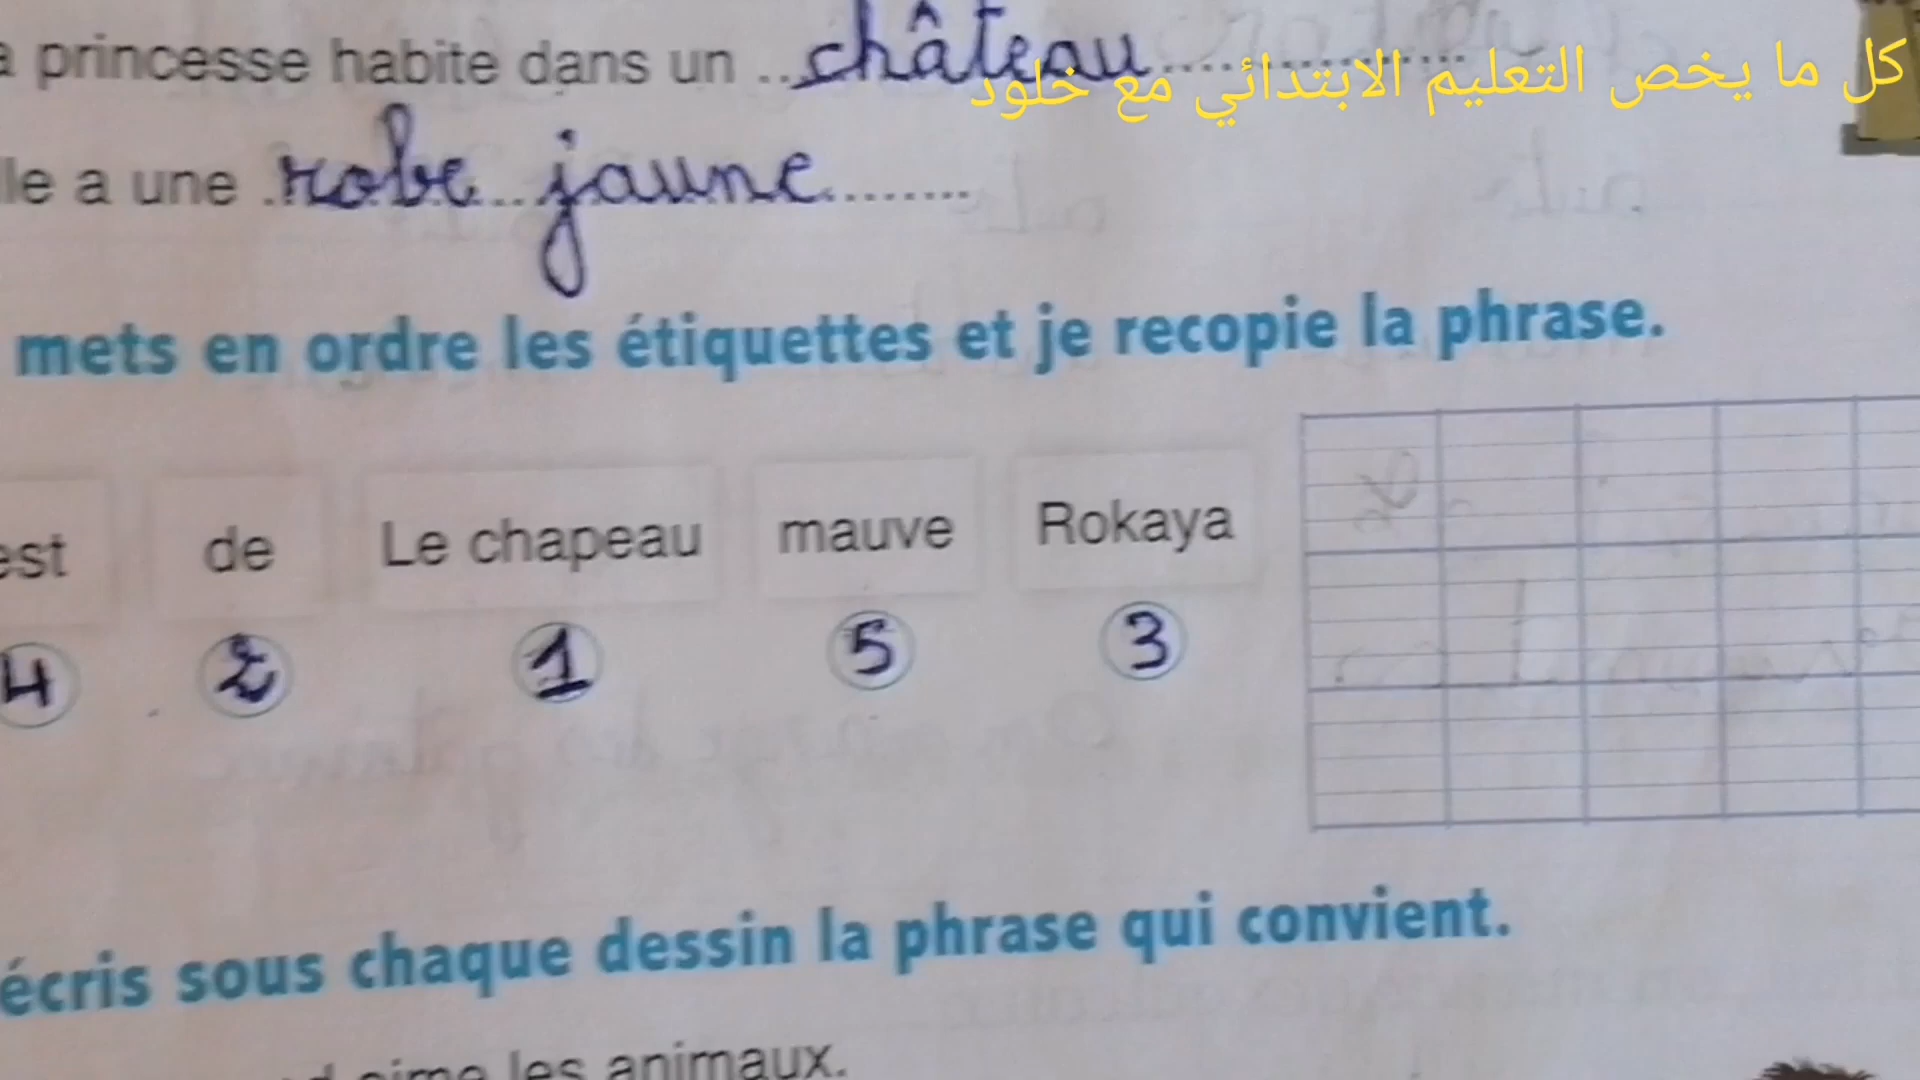 princesse habite dans un ..château..........
كل ما يخص التعليم الابتدائي مع خلود
lle a une .robe...jaune........
mets en ordre les étiquettes et je recopie la phrase.
est de Le chapeau mauve Rokaya
4 2 1 5 3
écris sous chaque dessin la phrase qui convient.
aime les animaux.